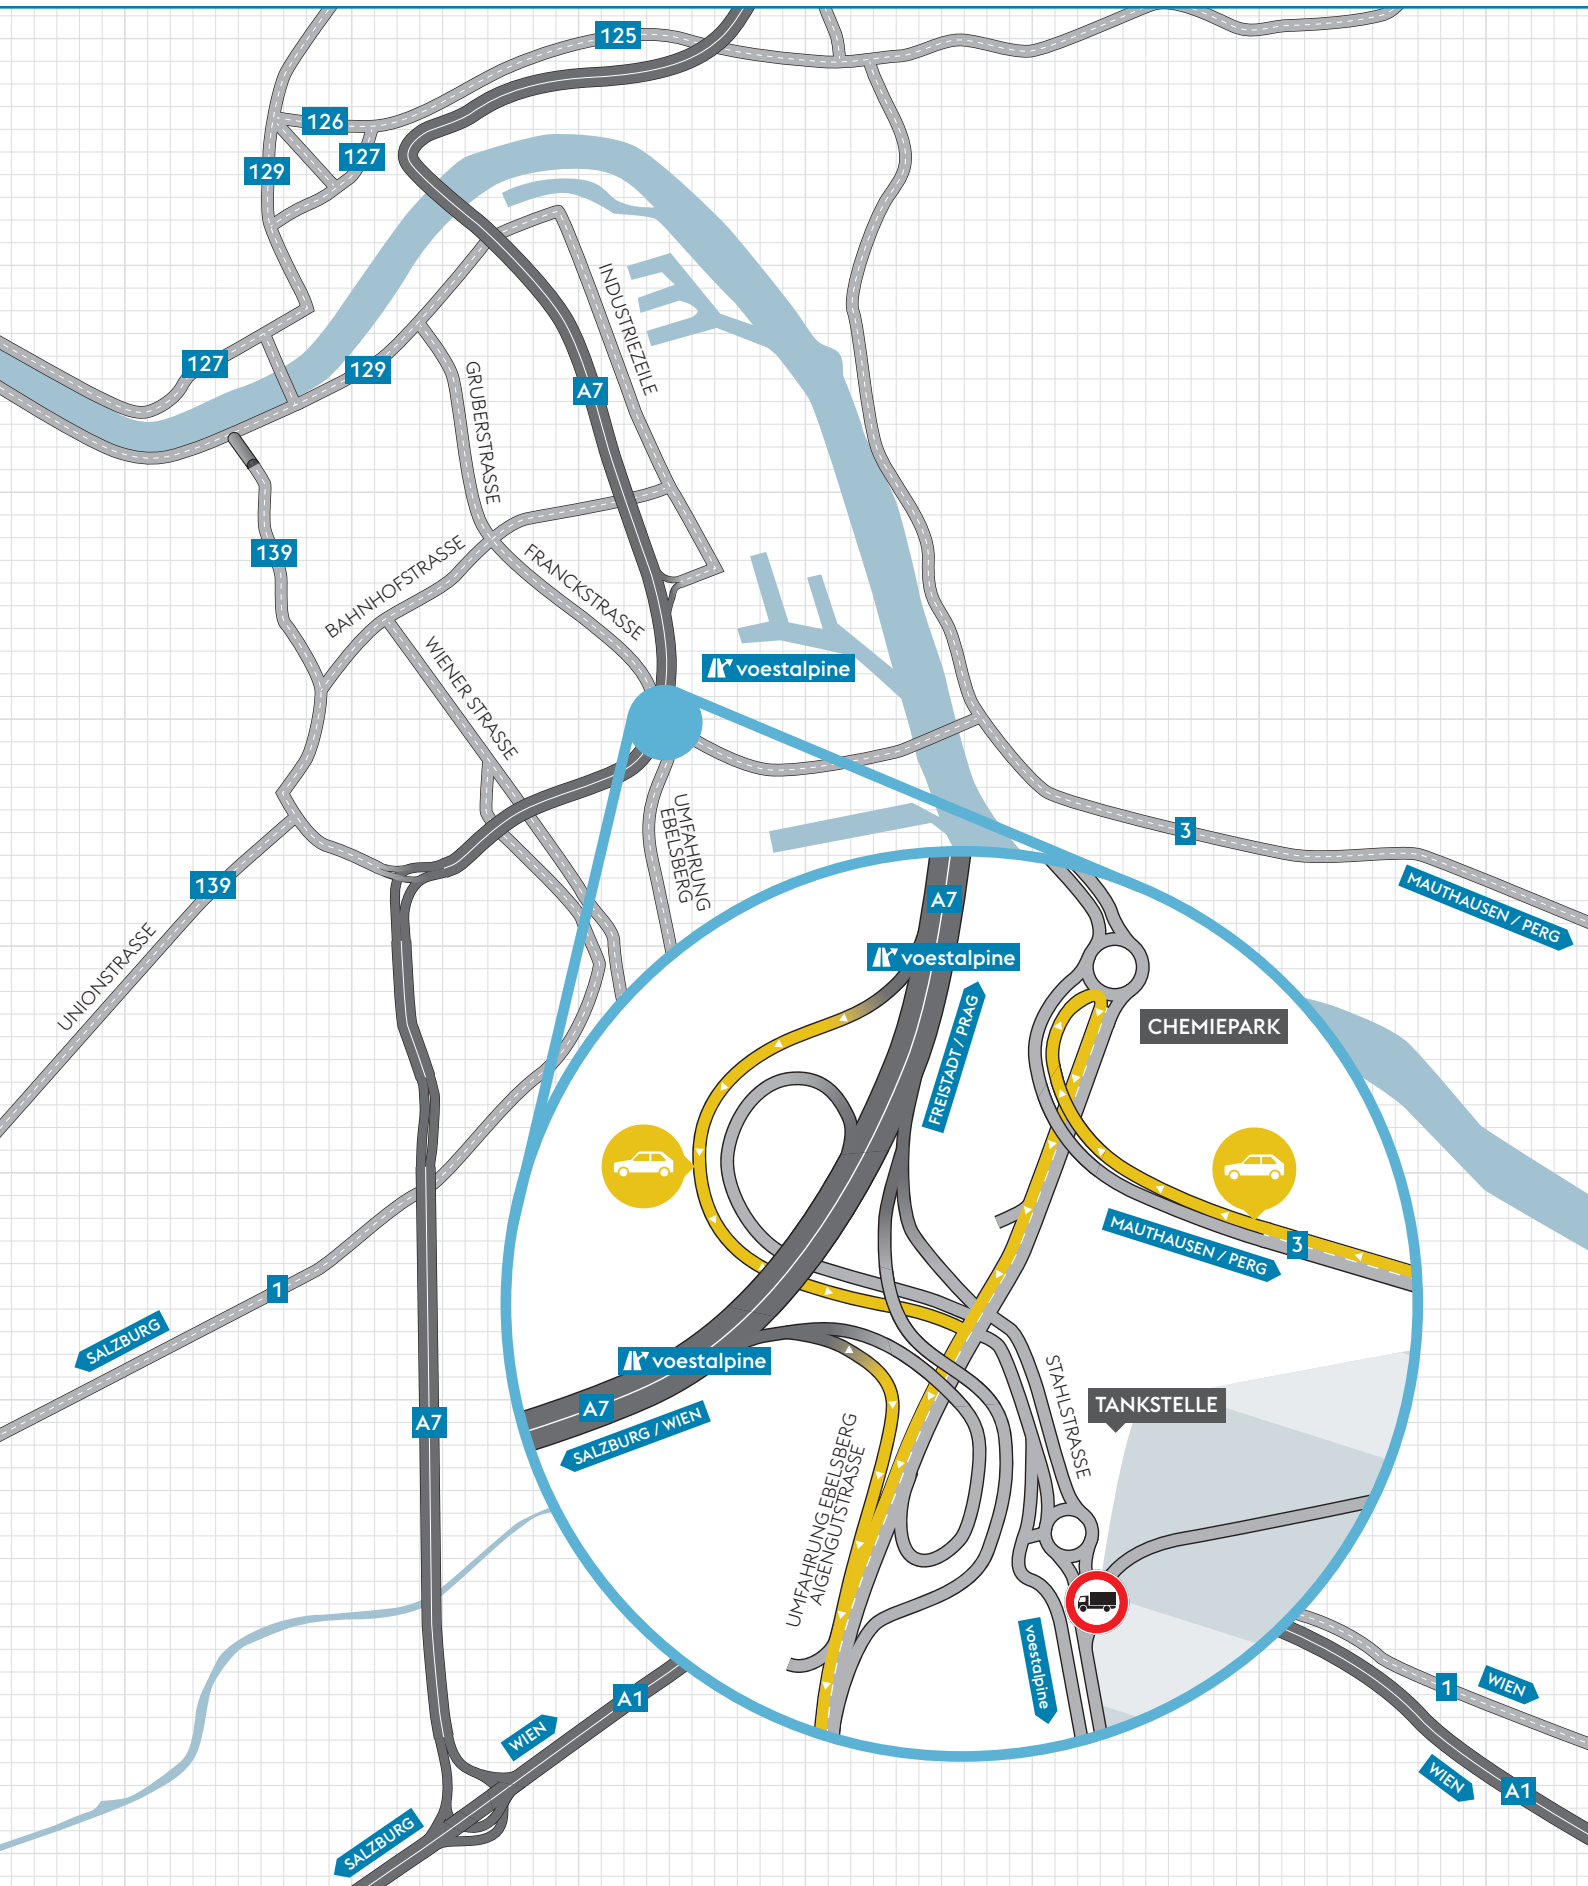 125
126
127
129
INDUSTRIEZEILE
127
129
GRUBERSTRASSE
A7
139
BAHNHOFSTRASSE
FRANCKSTRASSE
WIENER STRASSE
voestalpine
UMFAHRUNG
EBELSBERG
3
MAUTHAUSEN / PERG
139
UNIONSTRASSE
A7
voestalpine
FREISTADT / PRAG
CHEMIEPARK
MAUTHAUSEN / PERG
3
1
SALZBURG
voestalpine
A7
SALZBURG / WIEN
STAHLSTRASSE
TANKSTELLE
A7
UMFAHRUNG EBELSBERG
AIGENGUTSTRASSE
voestalpine
A1
WIEN
1
WIEN
WIEN
A1
SALZBURG